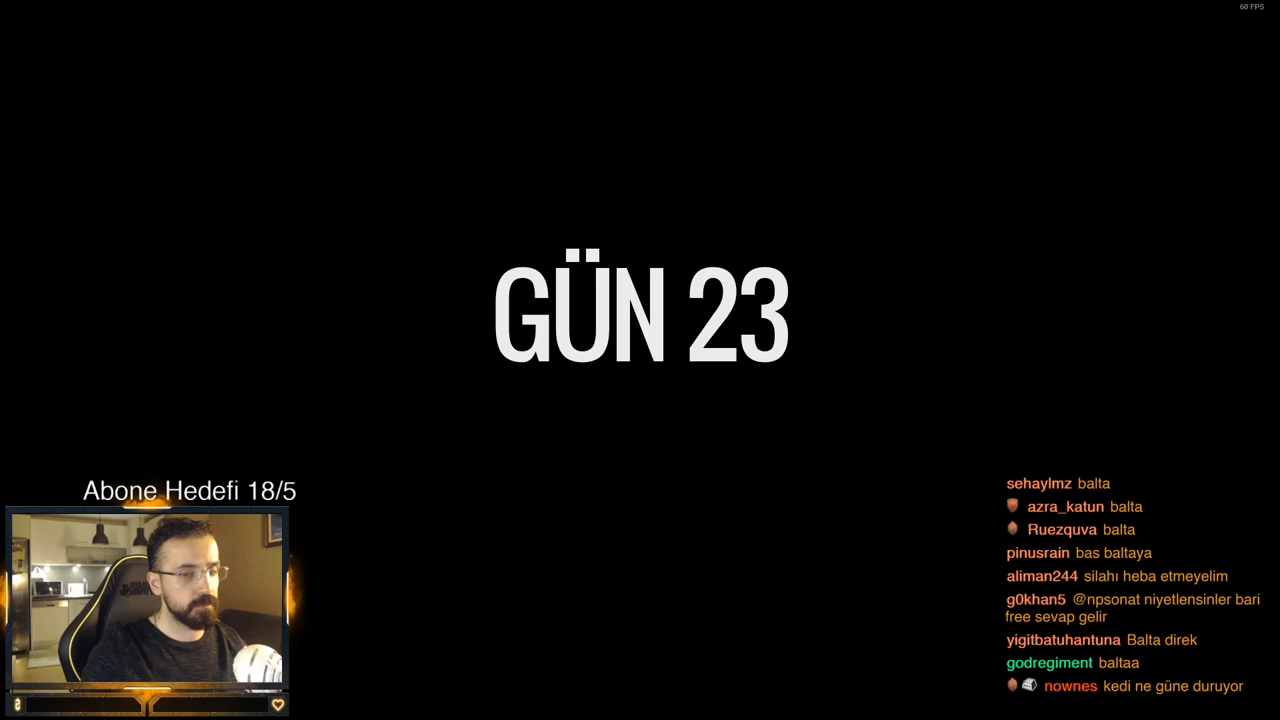 60 FPS
GÜN 23
Abone Hedefi 18/5
sehaylmz balta
azra_katun balta
Ruezquva balta
pinusrain bas baltaya
aliman244 silahı heba etmeyelim
g0khan5 @npsonat niyetlensinler bari
free sevap gelir
yigitbatuhantuna Balta direk
godregiment baltaa
nownes kedi ne güne duruyor